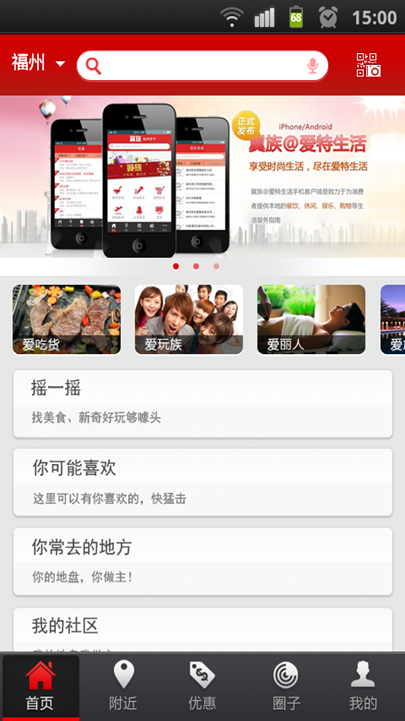 68
15:00
福州
正式
发布
iPhone/Android
翼族@爱特生活
享受时尚生活，尽在爱特生活
翼族@爱特生活手机客户端是致力于为消费
者提供本地的餐饮、休闲、娱乐、购物等生
活服务指南
翼族
爱吃货
爱玩族
爱丽人
摇一摇
找美食、新奇好玩够噱头
你可能喜欢
这里可以有你喜欢的，快猛击
你常去的地方
你的地盘，你做主！
我的社区
首页
附近
优惠
圈子
我的